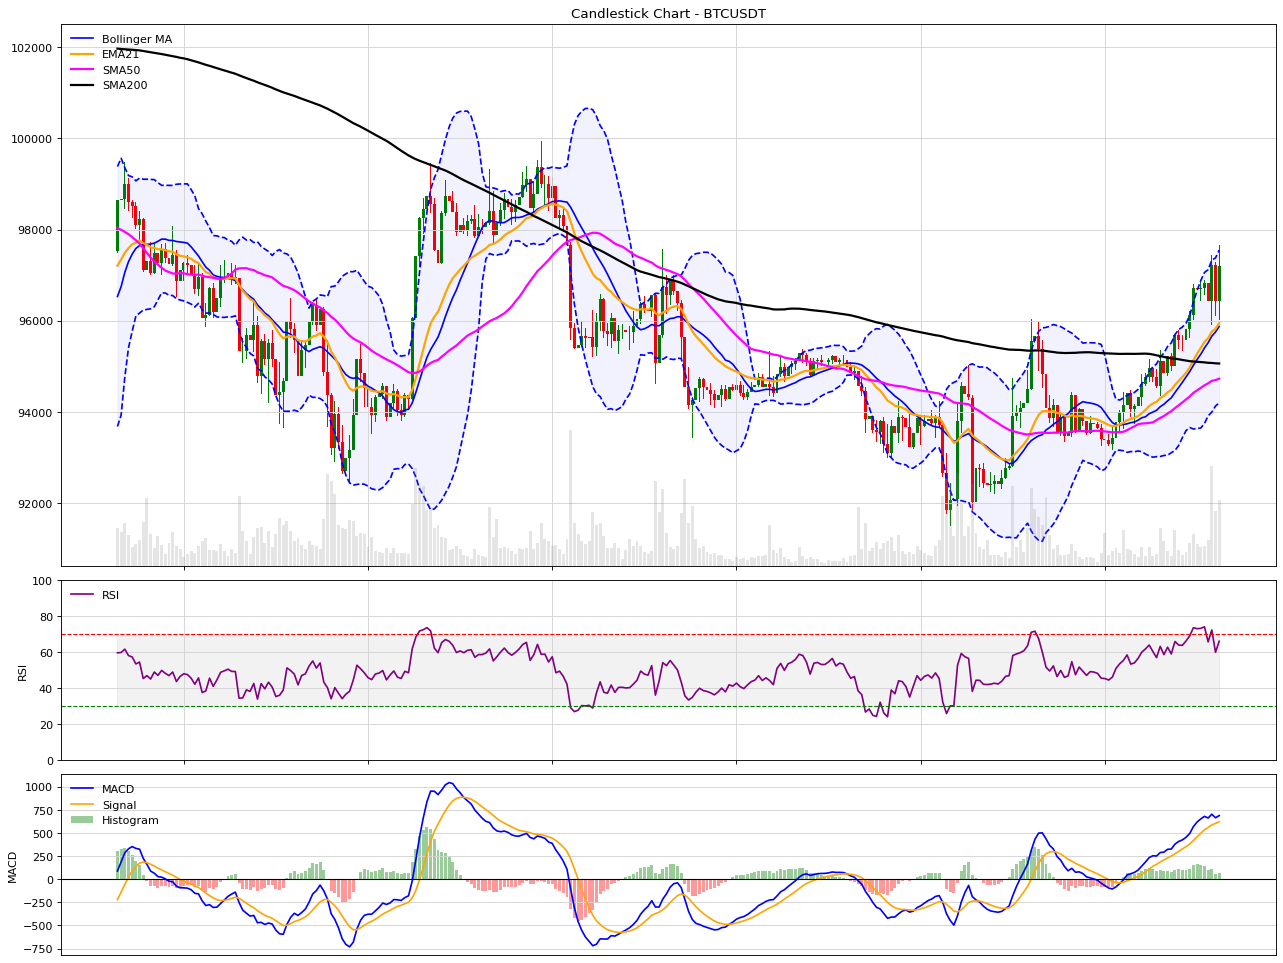 Candlestick Chart - BTCUSDT
Bollinger MA
EMA21
SMA50
SMA200
102000
100000
98000
96000
94000
92000
RSI
RSI
100
80
60
40
20
0
MACD
Signal
Histogram
MACD
1000
750
500
250
0
−250
−500
−750